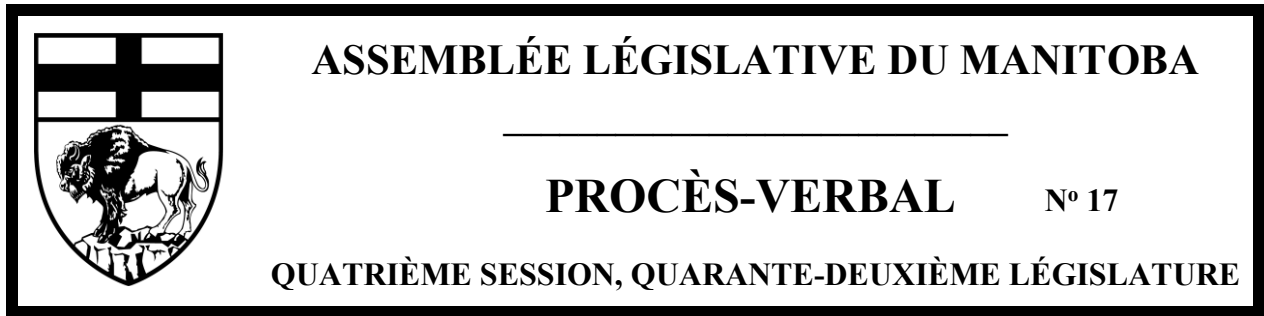 ASSEMBLÉE LÉGISLATIVE DU MANITOBA
PROCÈS-VERBAL Nº 17
QUATRIÈME SESSION, QUARANTE-DEUXIÈME LÉGISLATURE